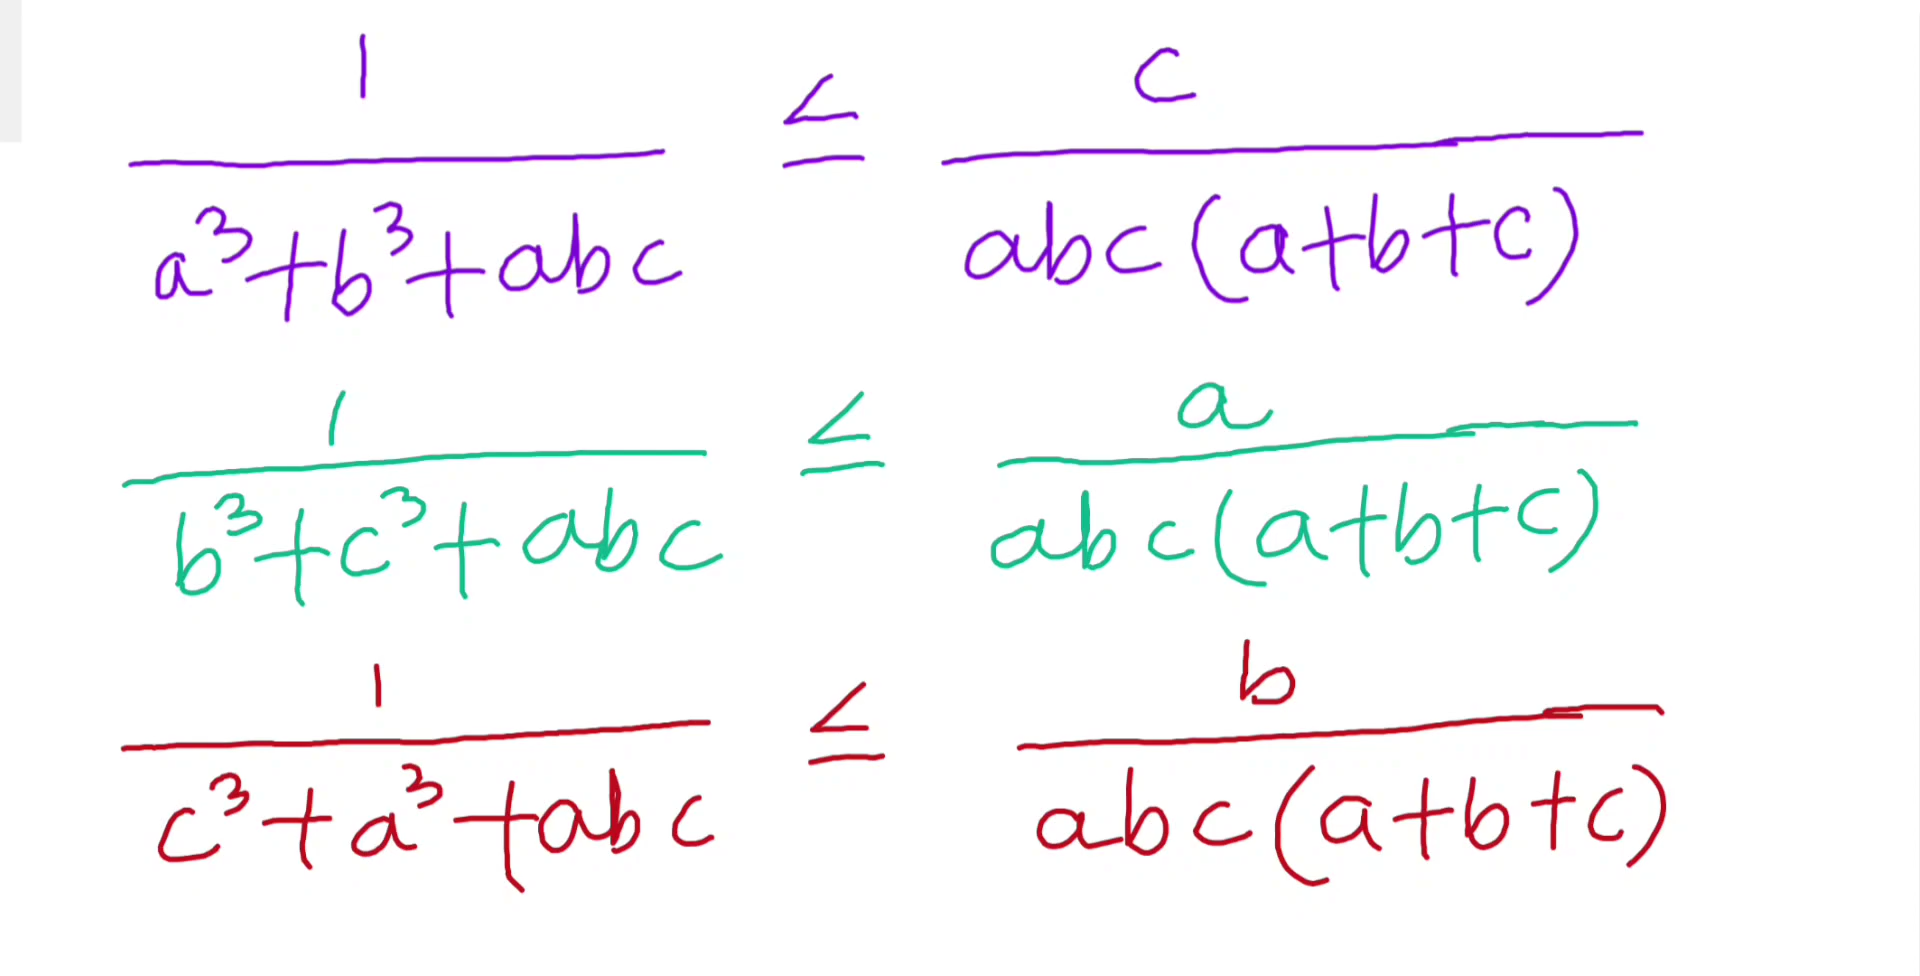 1/(a³+b³+abc) ≤ c/(abc(a+b+c))
1/(b³+c³+abc) ≤ a/(abc(a+b+c))
1/(c³+a³+abc) ≤ b/(abc(a+b+c))